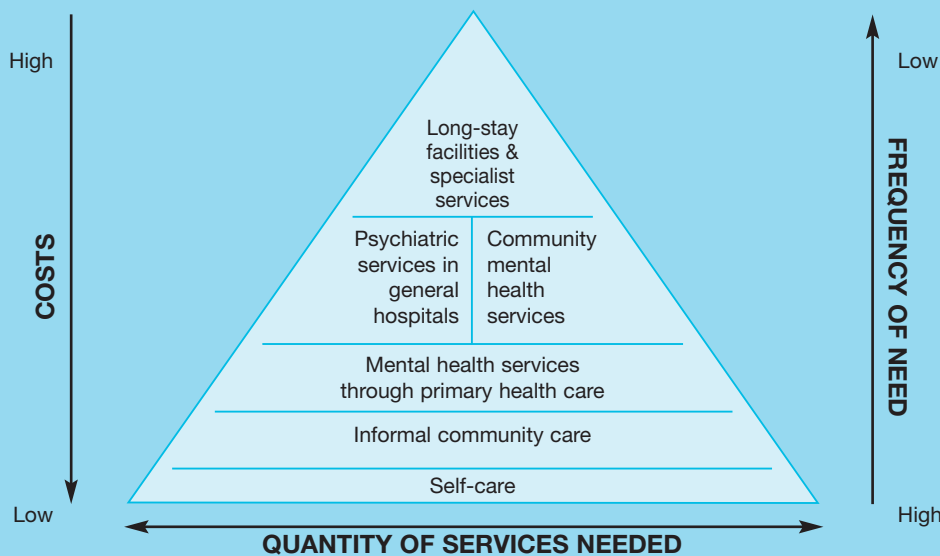 High
Low
COSTS
FREQUENCY OF NEED
Long-stay
facilities &
specialist
services
Psychiatric
services in
general
hospitals
Community
mental
health
services
Mental health services
through primary health care
Informal community care
Self-care
Low
High
QUANTITY OF SERVICES NEEDED